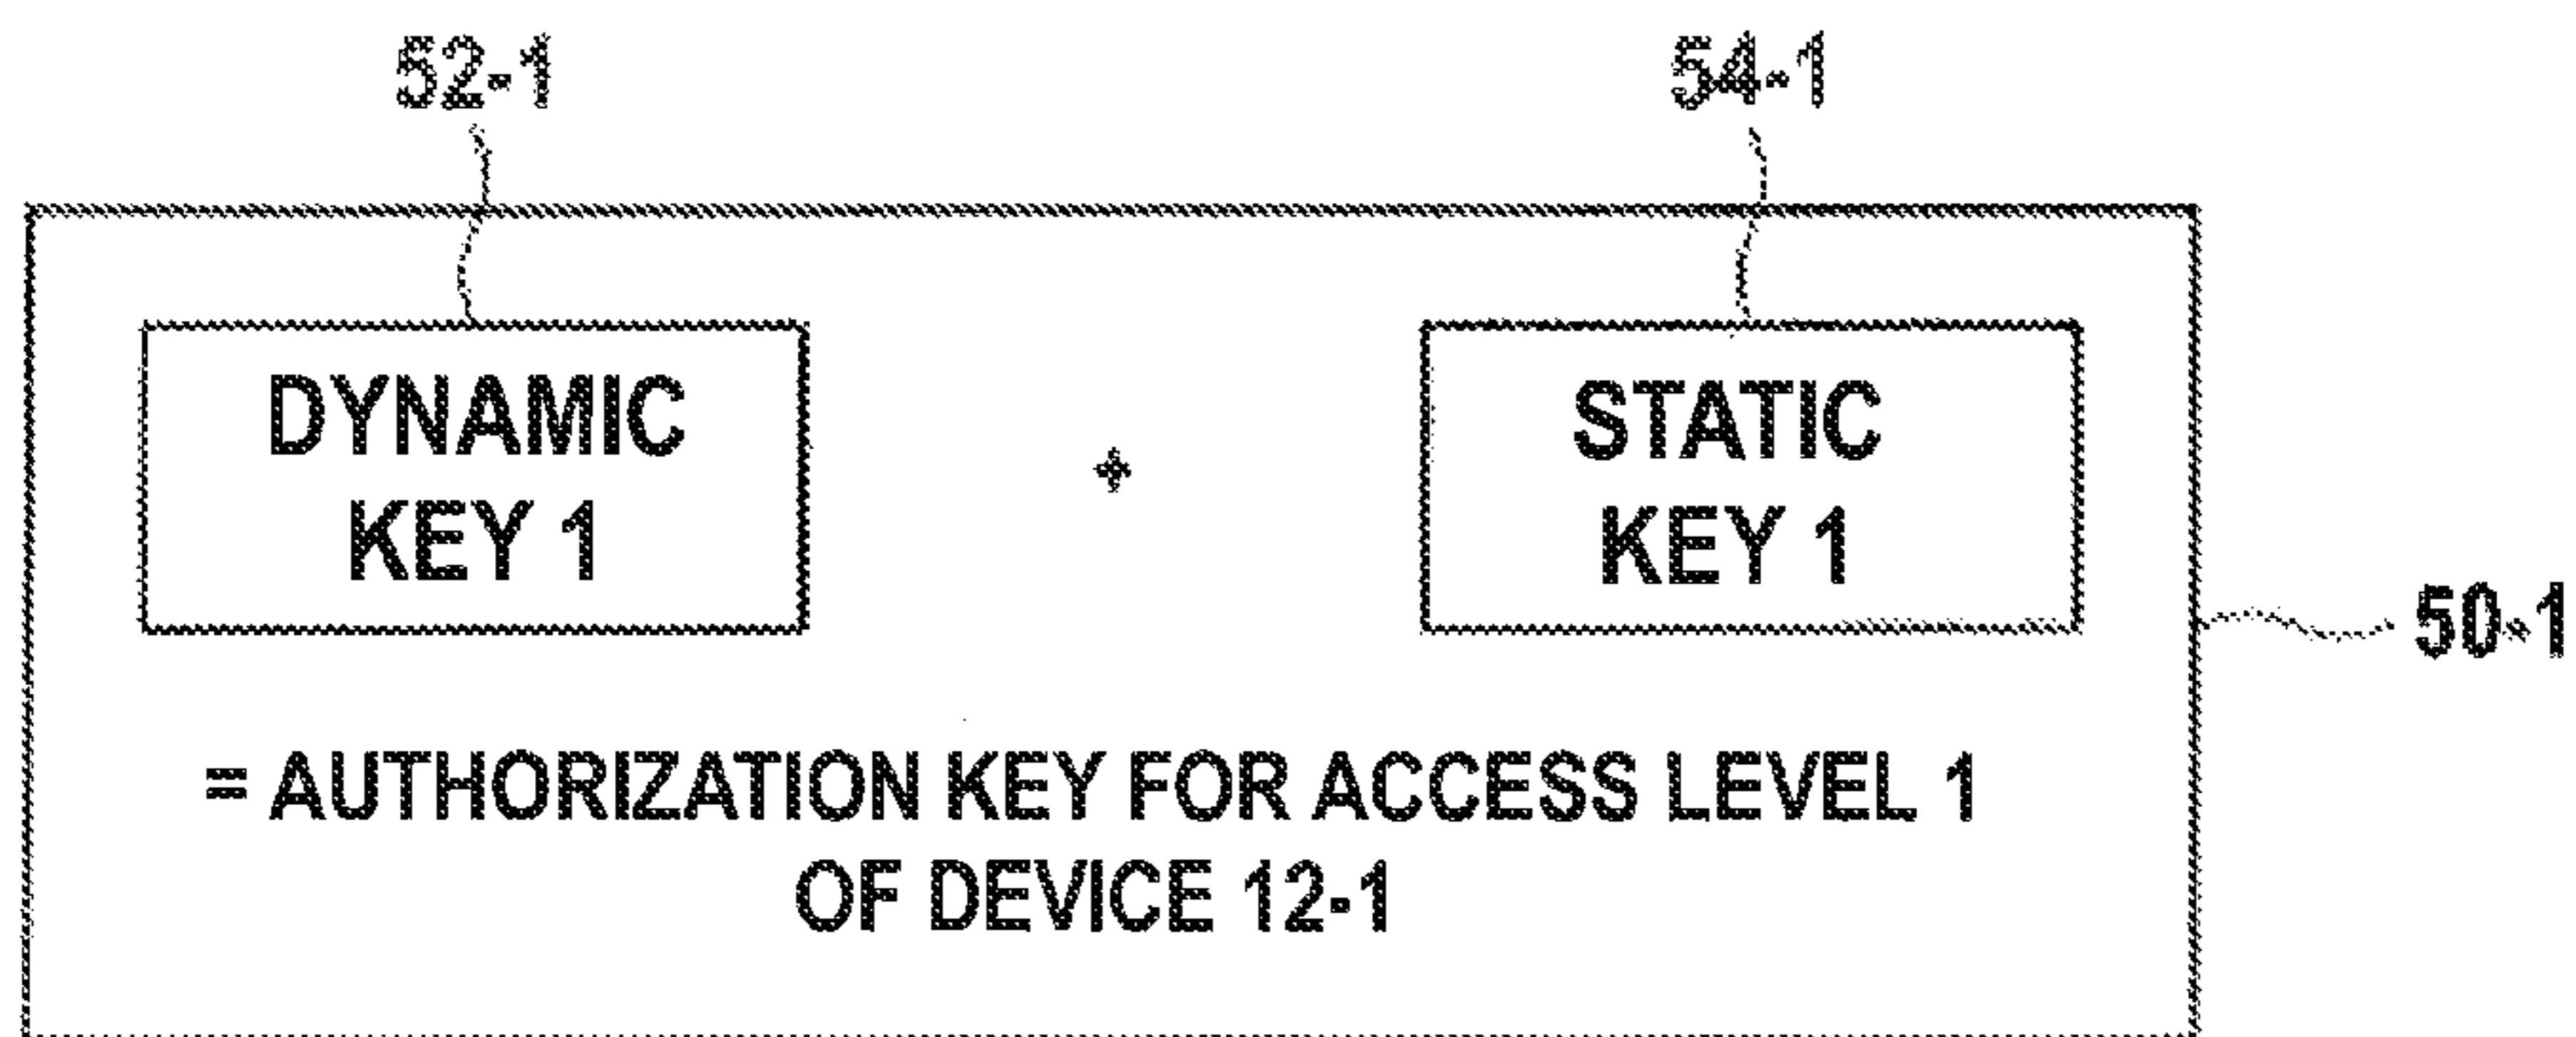 52-1
54-1
DYNAMIC
KEY 1
+
STATIC
KEY 1
50-1
= AUTHORIZATION KEY FOR ACCESS LEVEL 1
OF DEVICE 12-1